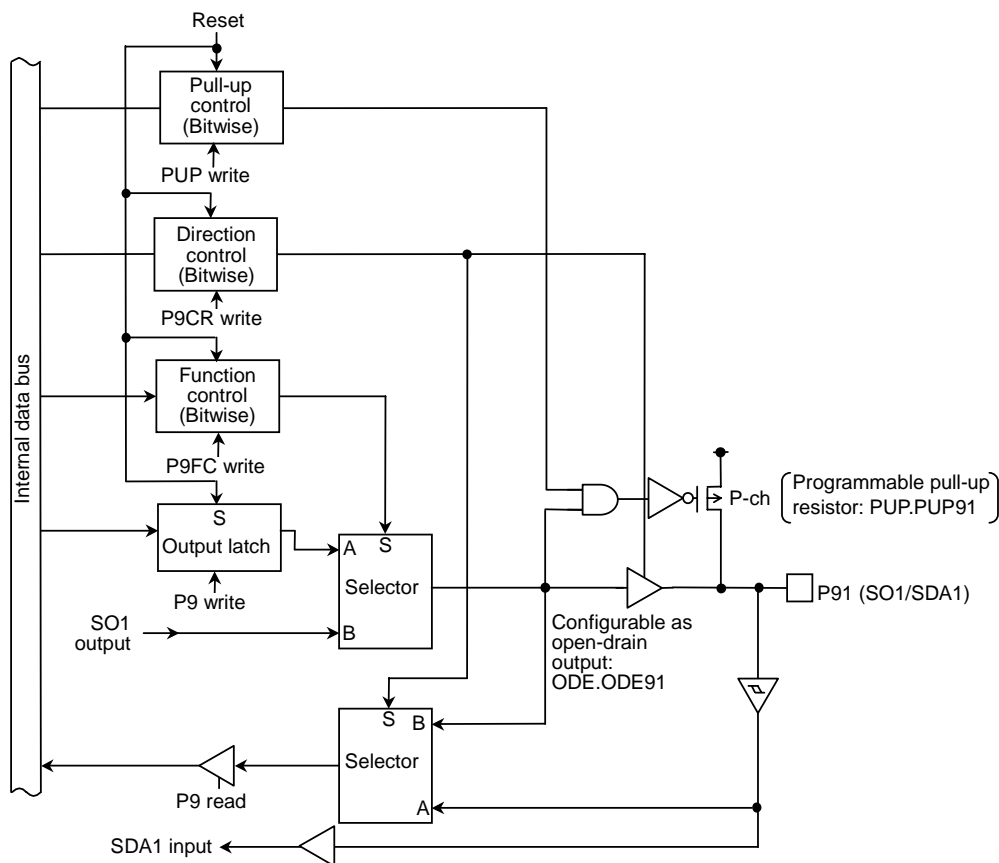 Reset
Pull-up
control
(Bitwise)
PUP write
Direction
control
(Bitwise)
P9CR write
Internal data bus
Function
control
(Bitwise)
P9FC write
S
Output latch
P9 write
SO1
output
A
S
Selector
B
P-ch
Programmable pull-up
resistor: PUP.PUP91
P91 (SO1/SDA1)
Configurable as
open-drain
output:
ODE.ODE91
S
B
Selector
A
P9 read
SDA1 input